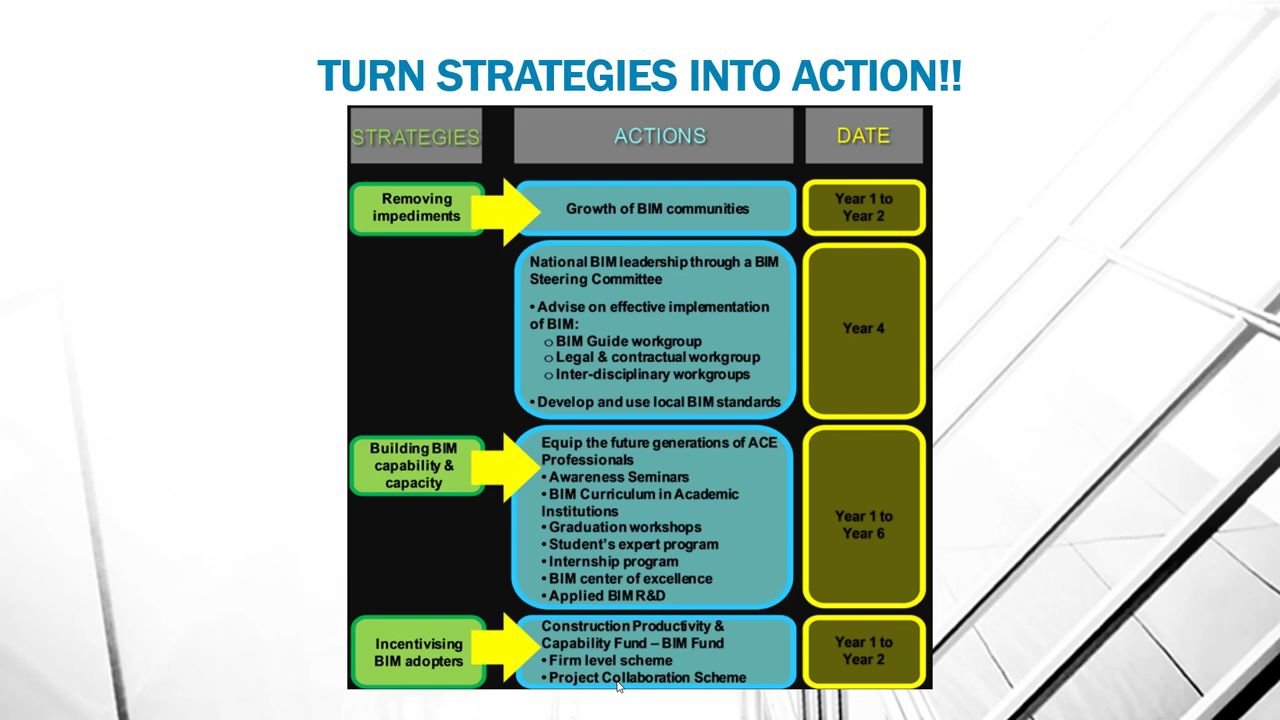 TURN STRATEGIES INTO ACTION!!
STRATEGIES
ACTIONS
DATE
Removing
impediments
Growth of BIM communities
Year 1 to
Year 2
National BIM leadership through a BIM
Steering Committee
• Advise on effective implementation
of BIM:
o BIM Guide workgroup
o Legal & contractual workgroup
o Inter-disciplinary workgroups
• Develop and use local BIM standards
Year 4
Building BIM
capability &
capacity
Equip the future generations of ACE
Professionals
• Awareness Seminars
• BIM Curriculum in Academic
Institutions
• Graduation workshops
• Student's expert program
• Internship program
• BIM center of excellence
• Applied BIM R&D
Year 1 to
Year 6
Incentivising
BIM adopters
Construction Productivity &
Capability Fund – BIM Fund
• Firm level scheme
• Project Collaboration Scheme
Year 1 to
Year 2